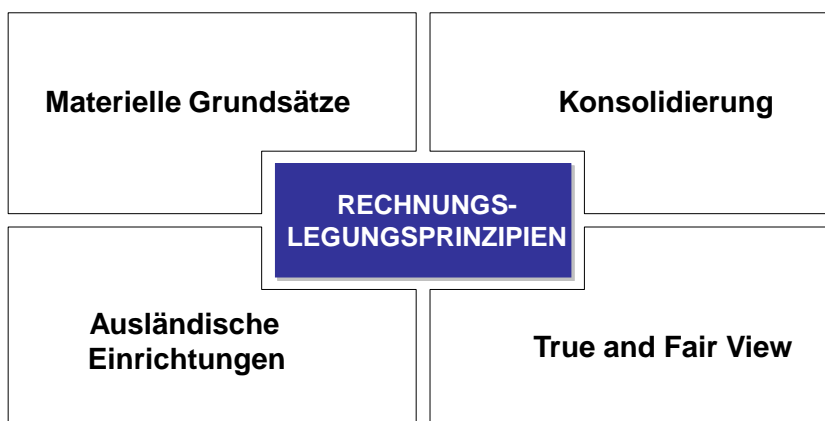 Materielle Grundsätze
Konsolidierung
RECHNUNGS-
LEGUNGSPRINZIPIEN
Ausländische
Einrichtungen
True and Fair View